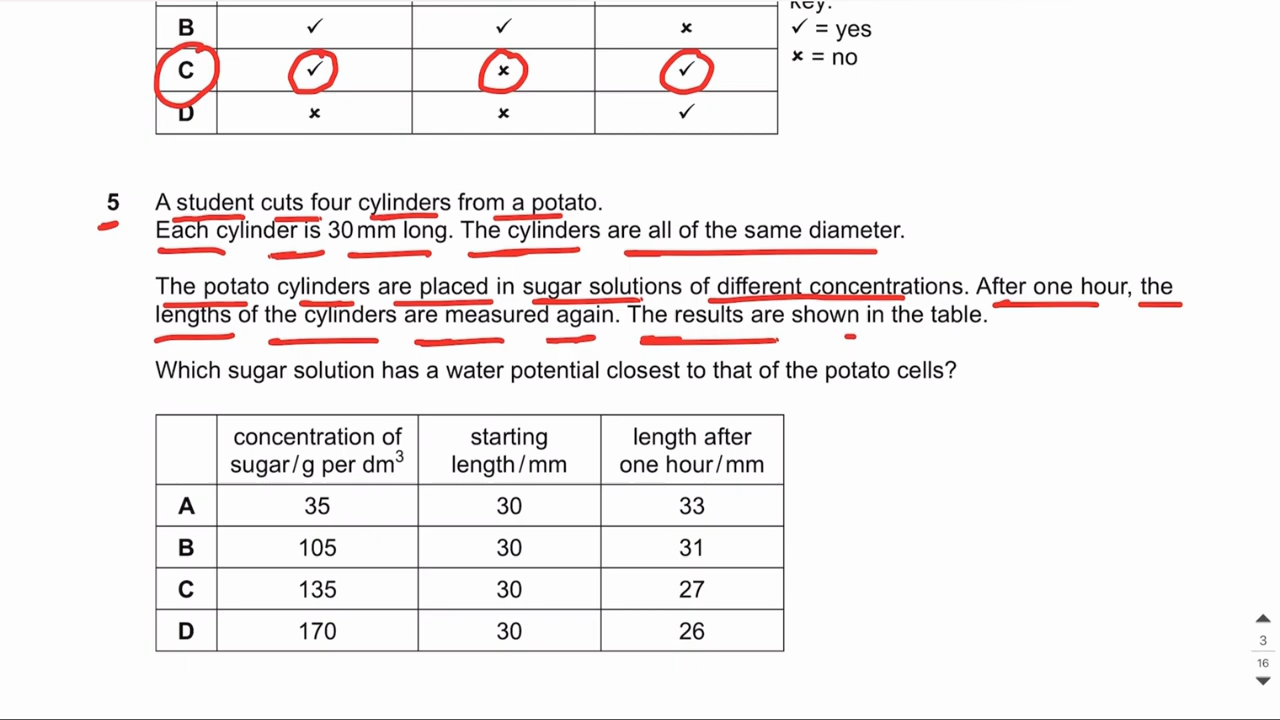 key:
B ✓ ✓ ✗ ✓ = yes
C ✓ ✗ ✓ ✗ = no
D ✗ ✗ ✓
5 A student cuts four cylinders from a potato.
Each cylinder is 30 mm long. The cylinders are all of the same diameter.
The potato cylinders are placed in sugar solutions of different concentrations. After one hour, the
lengths of the cylinders are measured again. The results are shown in the table.
Which sugar solution has a water potential closest to that of the potato cells?
concentration of starting length after
sugar/g per dm³ length/mm one hour/mm
A 35 30 33
B 105 30 31
C 135 30 27
D 170 30 26
3
16